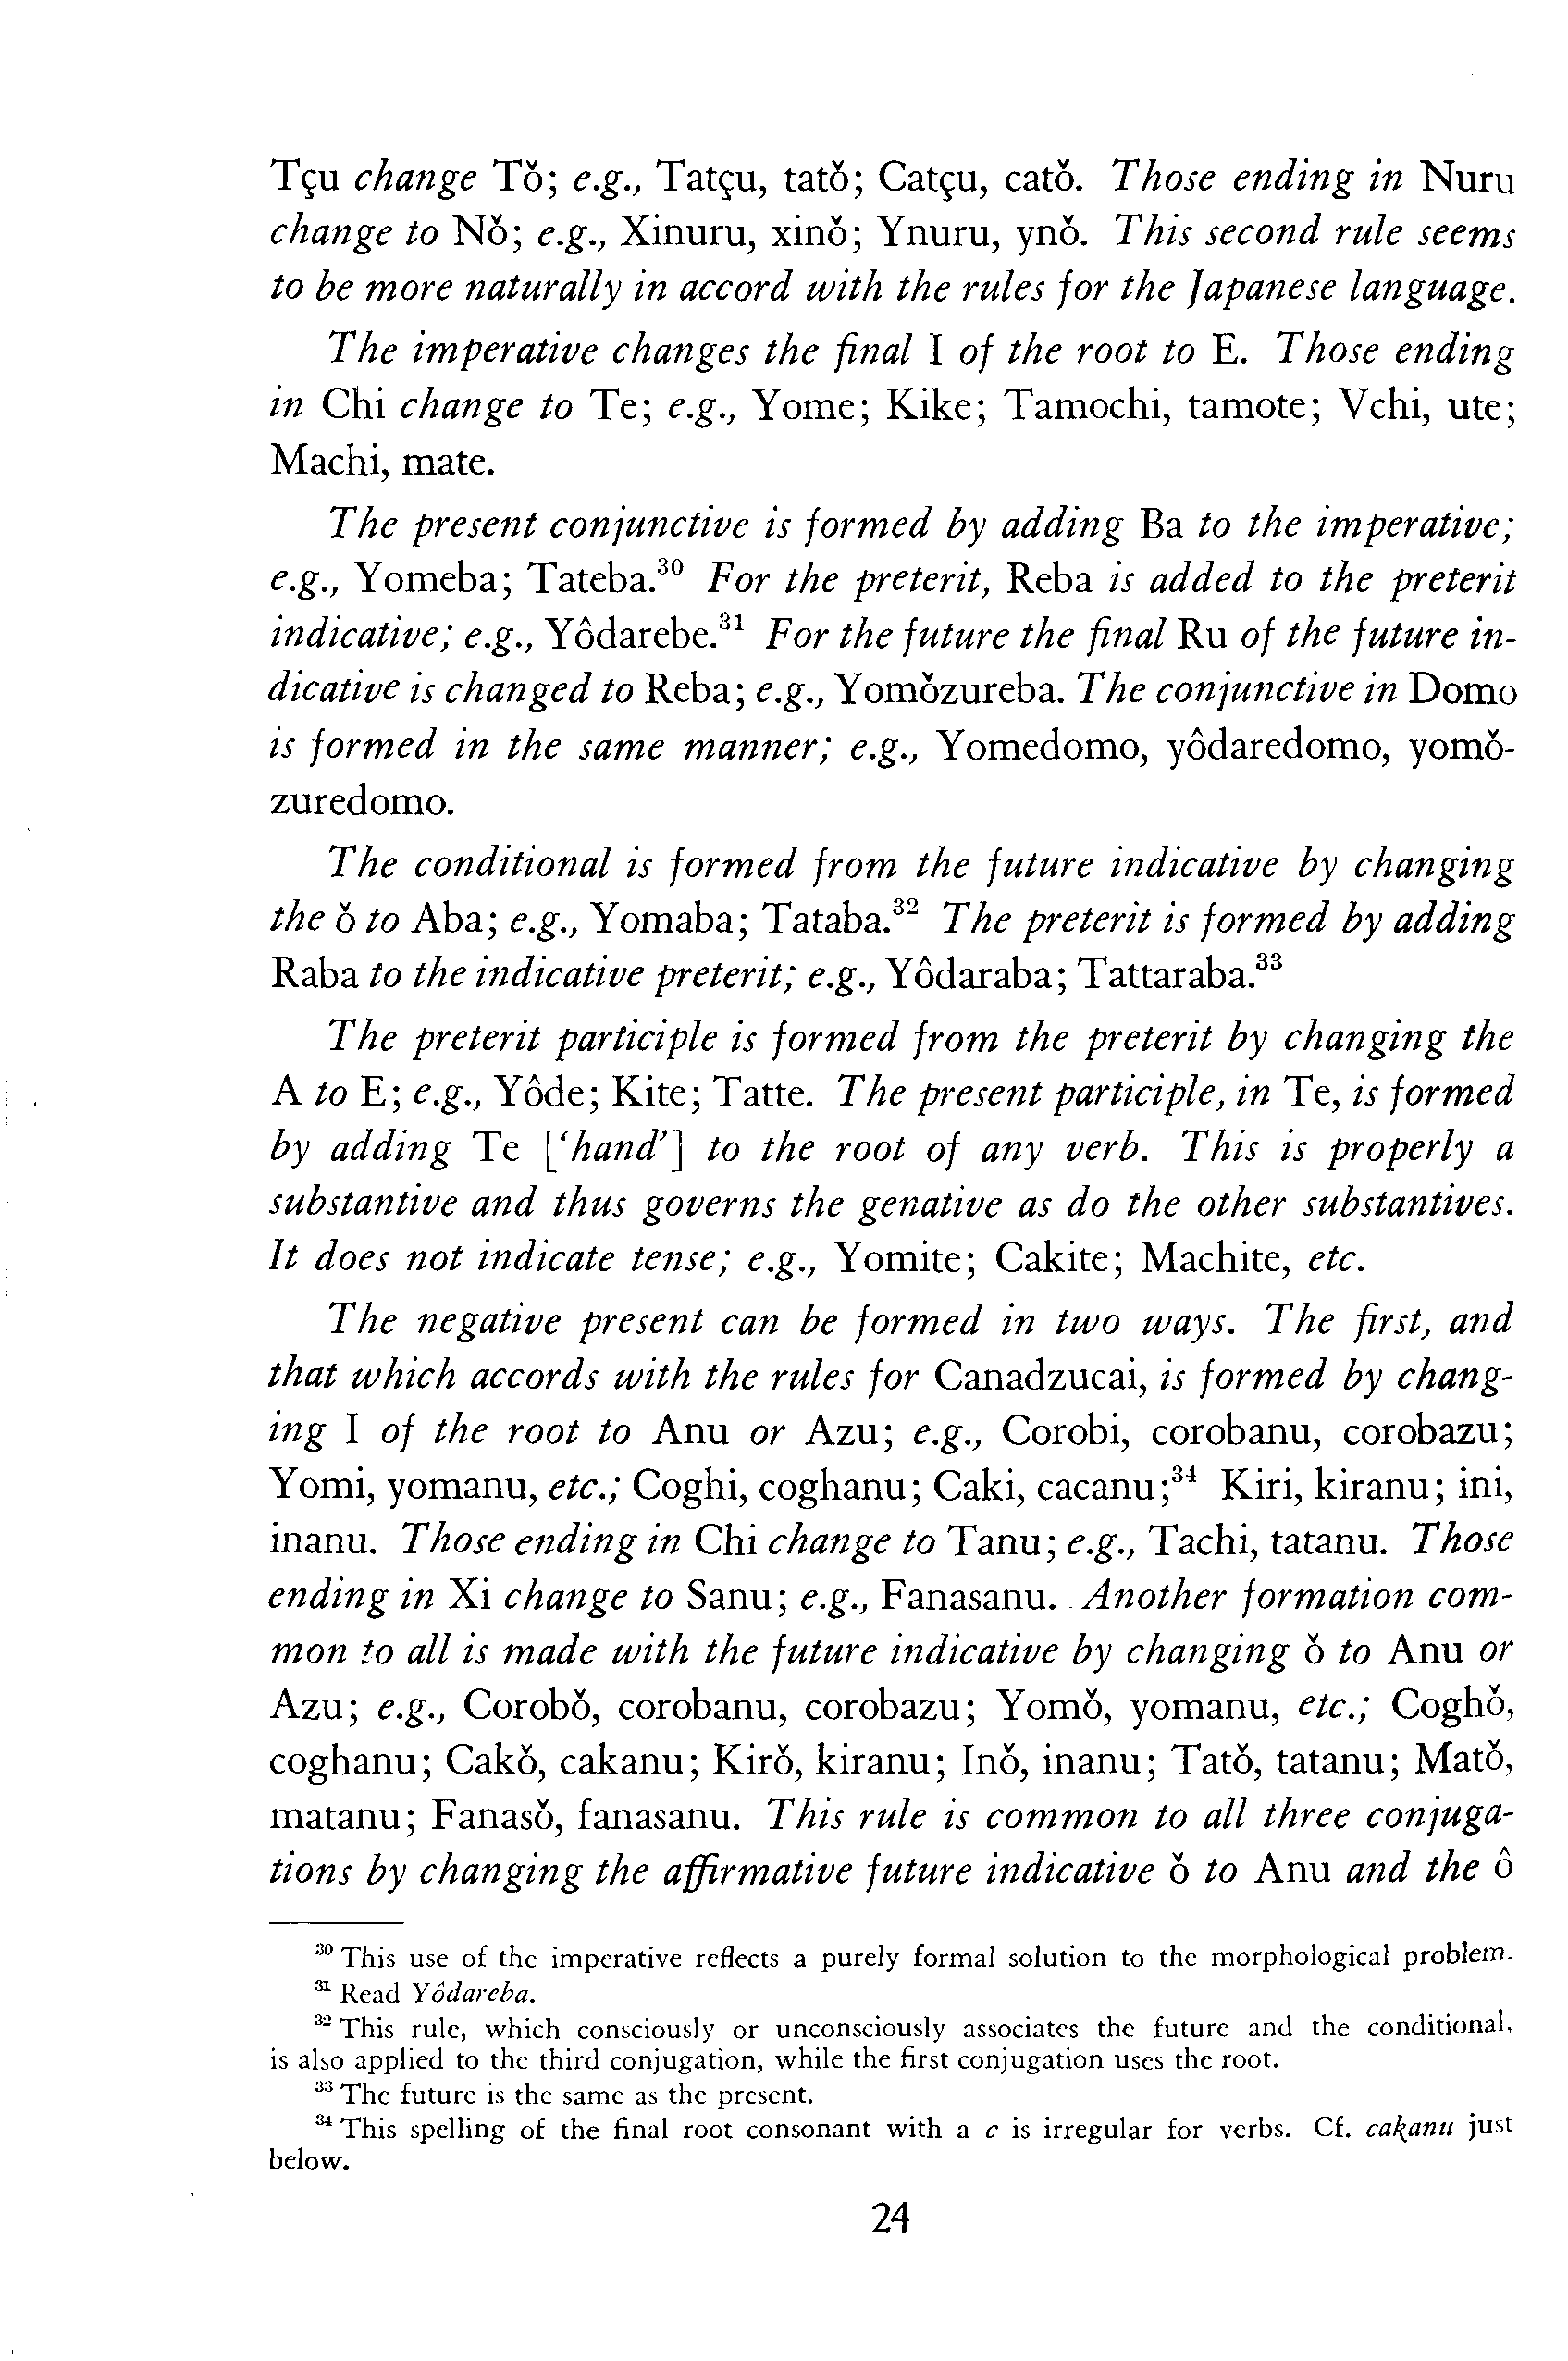 Tçu change Tǒ; e.g., Tatçu, tatǒ; Catçu, catǒ. Those ending in Nuru
change to Nǒ; e.g., Xinuru, xinǒ; Ynuru, ynǒ. This second rule seems
to be more naturally in accord with the rules for the Japanese language.
The imperative changes the final I of the root to E. Those ending
in Chi change to Te; e.g., Yome; Kike; Tamochi, tamote; Vchi, ute;
Machi, mate.
The present conjunctive is formed by adding Ba to the imperative;
e.g., Yomeba; Tateba.³⁰ For the preterit, Reba is added to the preterit
indicative; e.g., Yôdarebe.³¹ For the future the final Ru of the future in-
dicative is changed to Reba; e.g., Yomǒzureba. The conjunctive in Domo
is formed in the same manner; e.g., Yomedomo, yôdaredomo, yomǒ-
zuredomo.
The conditional is formed from the future indicative by changing
the ǒ to Aba; e.g., Yomaba; Tataba.³² The preterit is formed by adding
Raba to the indicative preterit; e.g., Yôdaraba; Tattaraba.³³
The preterit participle is formed from the preterit by changing the
A to E; e.g., Yôde; Kite; Tatte. The present participle, in Te, is formed
by adding Te ['hand'] to the root of any verb. This is properly a
substantive and thus governs the genative as do the other substantives.
It does not indicate tense; e.g., Yomite; Cakite; Machite, etc.
The negative present can be formed in two ways. The first, and
that which accords with the rules for Canadzucai, is formed by chang-
ing I of the root to Anu or Azu; e.g., Corobi, corobanu, corobazu;
Yomi, yomanu, etc.; Coghi, coghanu; Caki, cacanu;³⁴ Kiri, kiranu; ini,
inanu. Those ending in Chi change to Tanu; e.g., Tachi, tatanu. Those
ending in Xi change to Sanu; e.g., Fanasanu. Another formation com-
mon to all is made with the future indicative by changing ǒ to Anu or
Azu; e.g., Corobǒ, corobanu, corobazu; Yomǒ, yomanu, etc.; Coghǒ,
coghanu; Cakǒ, cakanu; Kirǒ, kiranu; Inǒ, inanu; Tatǒ, tatanu; Matǒ,
matanu; Fanasǒ, fanasanu. This rule is common to all three conjuga-
tions by changing the affirmative future indicative ǒ to Anu and the ô
³⁰ This use of the imperative reflects a purely formal solution to the morphological problem.
³¹ Read Yôdareba.
³² This rule, which consciously or unconsciously associates the future and the conditional,
is also applied to the third conjugation, while the first conjugation uses the root.
³³ The future is the same as the present.
³⁴ This spelling of the final root consonant with a c is irregular for verbs. Cf. cakanu just
below.
24